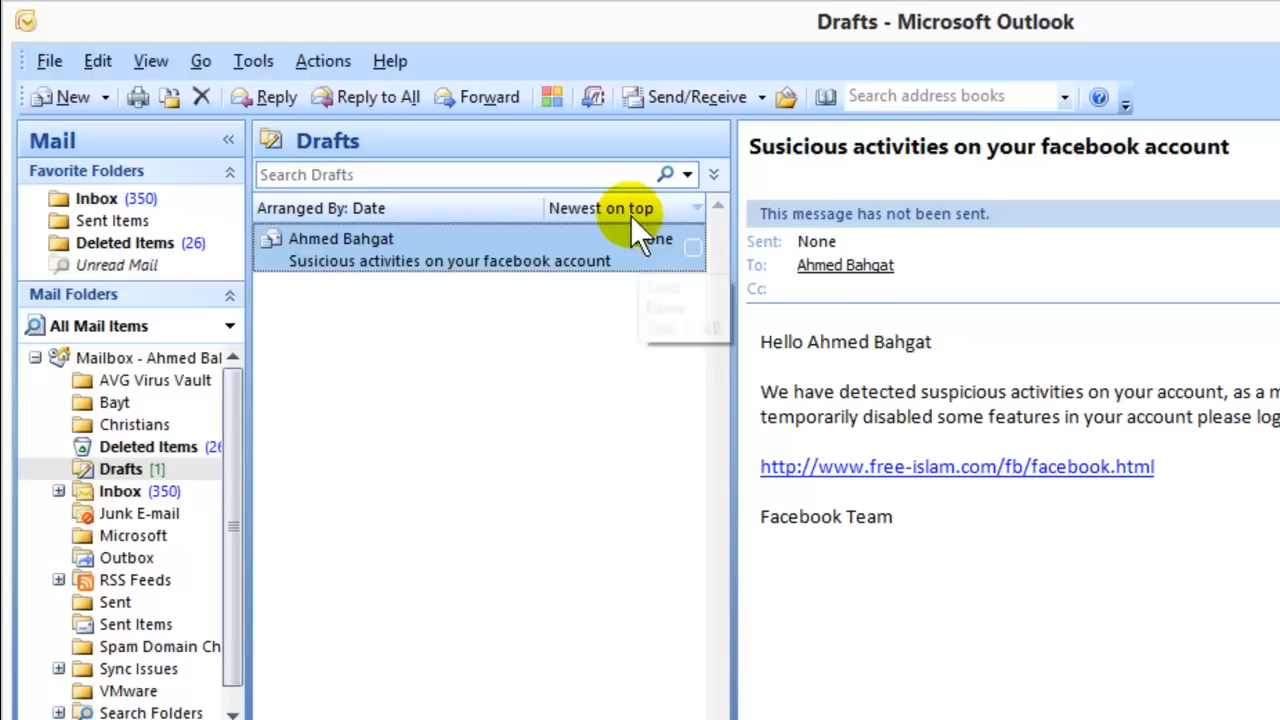 Drafts - Microsoft Outlook
File Edit View Go Tools Actions Help
New Reply Reply to All Forward Send/Receive Search address books
Mail
Favorite Folders
Inbox (350)
Sent Items
Deleted Items (26)
Unread Mail
Mail Folders
All Mail Items
Mailbox - Ahmed Bal
AVG Virus Vault
Bayt
Christians
Deleted Items (26
Drafts [1]
Inbox (350)
Junk E-mail
Microsoft
Outbox
RSS Feeds
Sent
Sent Items
Spam Domain Ch
Sync Issues
VMware
Search Folders
Drafts
Search Drafts
Arranged By: Date Newest on top
Ahmed Bahgat
Susicious activities on your facebook account
Susicious activities on your facebook account
This message has not been sent.
Sent: None
To: Ahmed Bahgat
Cc:
Hello Ahmed Bahgat
We have detected suspicious activities on your account, as a m
temporarily disabled some features in your account please log
http://www.free-islam.com/fb/facebook.html
Facebook Team